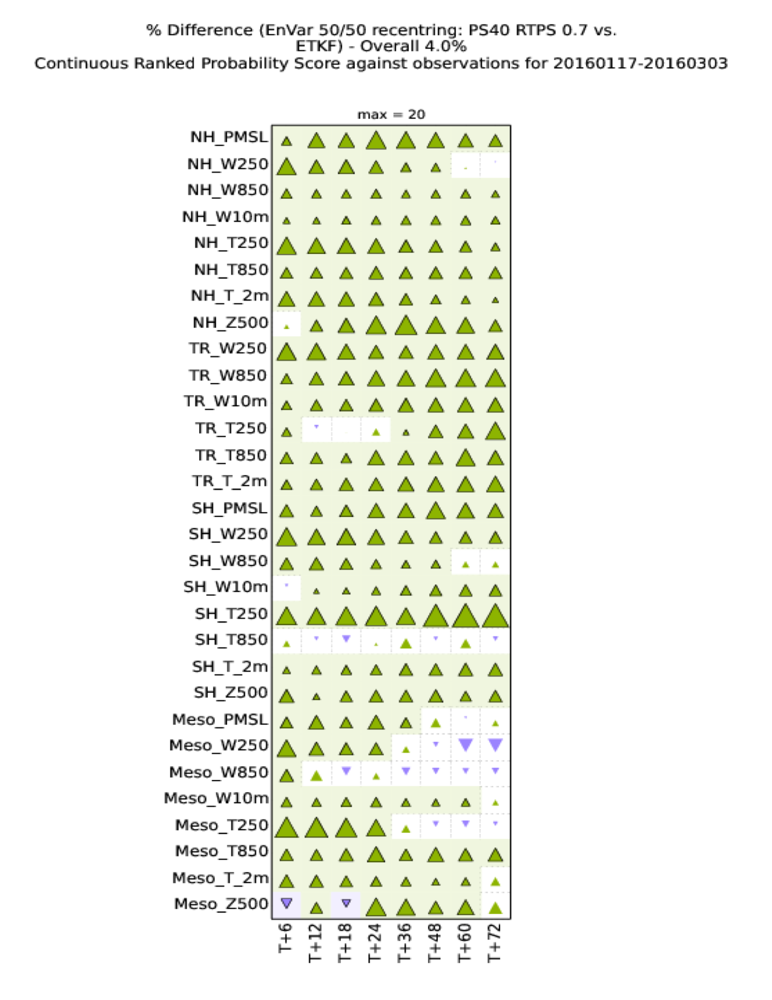 % Difference (EnVar 50/50 recentring: PS40 RTPS 0.7 vs.
ETKF) - Overall 4.0%
Continuous Ranked Probability Score against observations for 20160117-20160303
max = 20
NH_PMSL
NH_W250
NH_W850
NH_W10m
NH_T250
NH_T850
NH_T_2m
NH_Z500
TR_W250
TR_W850
TR_W10m
TR_T250
TR_T850
TR_T_2m
SH_PMSL
SH_W250
SH_W850
SH_W10m
SH_T250
SH_T850
SH_T_2m
SH_Z500
Meso_PMSL
Meso_W250
Meso_W850
Meso_W10m
Meso_T250
Meso_T850
Meso_T_2m
Meso_Z500
T+6
T+12
T+18
T+24
T+36
T+48
T+60
T+72